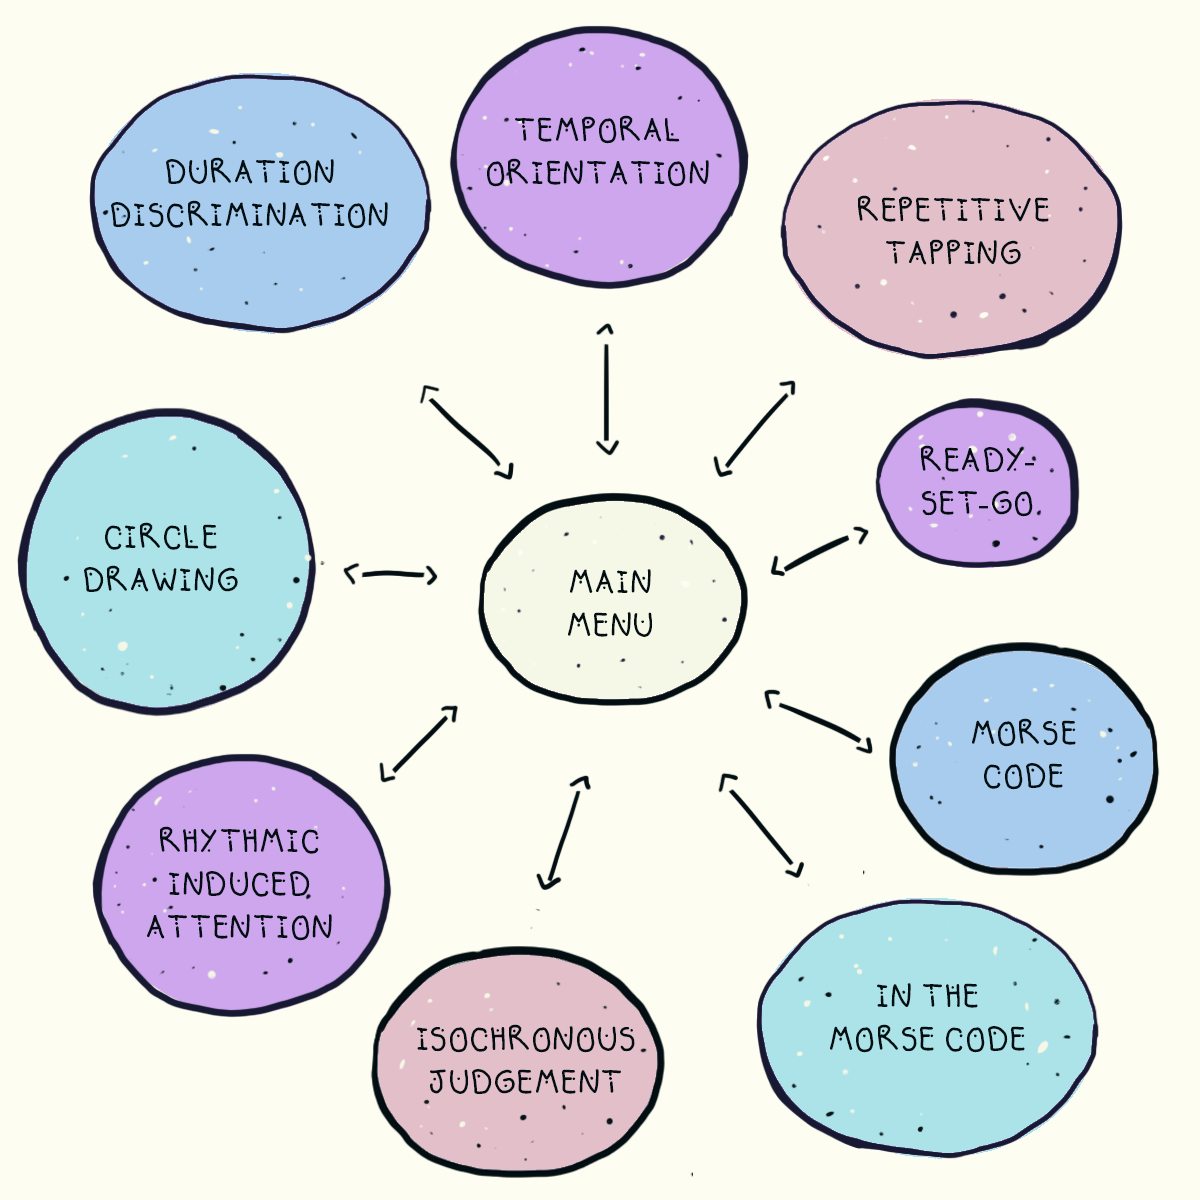 TEMPORAL
ORIENTATION
DURATION
DISCRIMINATION
REPETITIVE
TAPPING
READY-
SET-GO
CIRCLE
DRAWING
MAIN
MENU
MORSE
CODE
RHYTHMIC
INDUCED
ATTENTION
IN THE
MORSE CODE
ISOCHRONOUS
JUDGEMENT